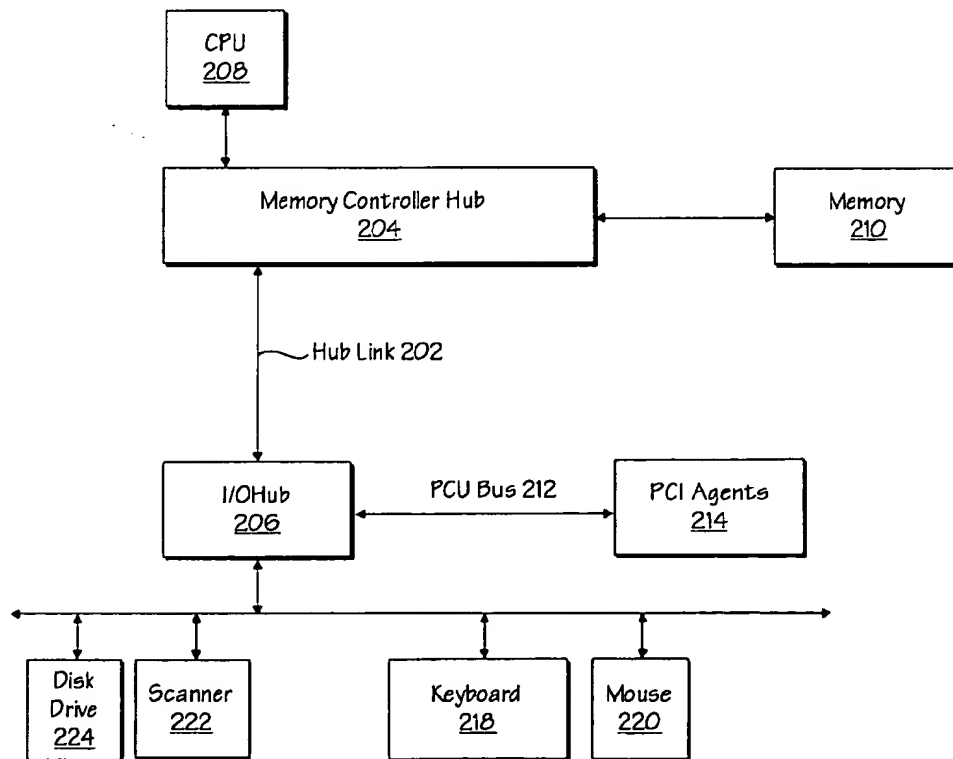 CPU
208
Memory Controller Hub
204
Memory
210
Hub Link 202
I/OHub
206
PCU Bus 212
PCI Agents
214
Disk
Drive
224
Scanner
222
Keyboard
218
Mouse
220